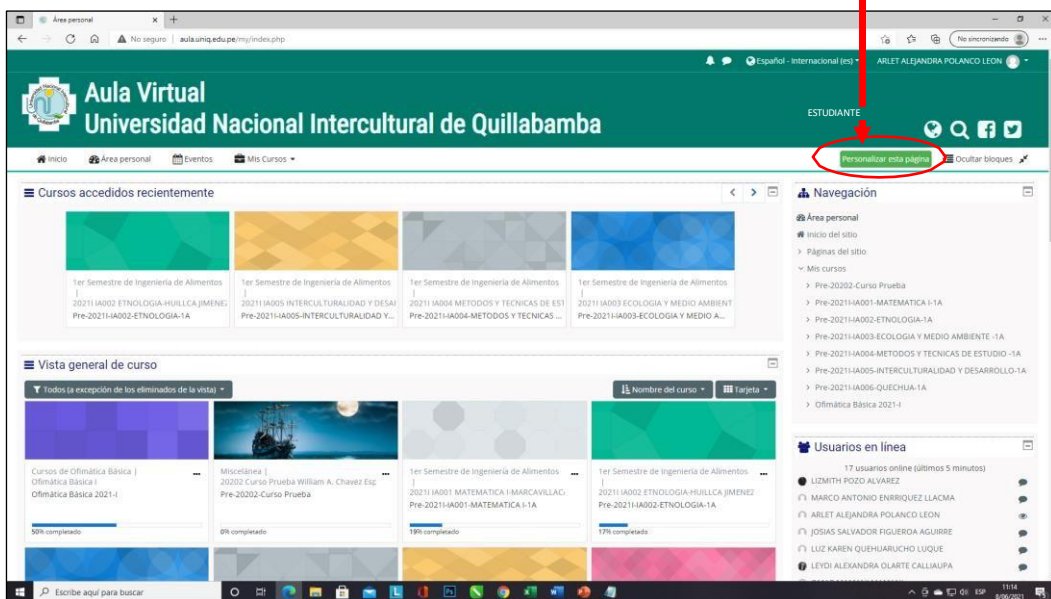 Área personal
No seguro | aula.uniq.edu.pe/my/index.php
No sincronizando
Español - Internacional (es)
ARLET ALEJANDRA POLANCO LEON
Aula Virtual
Universidad Nacional Intercultural de Quillabamba
ESTUDIANTE
Inicio
Área personal
Eventos
Mis Cursos
Personalizar esta página
Ocultar bloques
Cursos accedidos recientemente
1er Semestre de Ingeniería de Alimentos |
2021I IA002 ETNOLOGIA-HUILLCA JIMENEZ
Pre-2021I-IA002-ETNOLOGIA-1A
1er Semestre de Ingeniería de Alimentos |
2021I IA005 INTERCULTURALIDAD Y DESAI
Pre-2021I-IA005-INTERCULTURALIDAD Y...
1er Semestre de Ingeniería de Alimentos |
2021I IA004 METODOS Y TECNICAS DE EST
Pre-2021I-IA004-METODOS Y TECNICAS ...
1er Semestre de Ingeniería de Alimentos |
2021I IA003 ECOLOGIA Y MEDIO AMBIENT
Pre-2021I-IA003-ECOLOGIA Y MEDIO A...
Vista general de curso
Todos (a excepción de los eliminados de la vista)
Nombre del curso
Tarjeta
Cursos de Ofimática Básica |
Ofimática Básica I
Ofimática Básica 2021-I
50% completado
Miscelánea |
20202 Curso Prueba William A. Chavez Esp
Pre-20202-Curso Prueba
0% completado
1er Semestre de Ingeniería de Alimentos |
2021I IA001 MATEMATICA I-MARCAVILLAC
Pre-2021I-IA001-MATEMATICA I-1A
19% completado
1er Semestre de Ingeniería de Alimentos |
2021I IA002 ETNOLOGIA-HUILLCA JIMENEZ
Pre-2021I-IA002-ETNOLOGIA-1A
17% completado
Navegación
Área personal
Inicio del sitio
Páginas del sitio
Mis cursos
Pre-20202-Curso Prueba
Pre-2021I-IA001-MATEMATICA I-1A
Pre-2021I-IA002-ETNOLOGIA-1A
Pre-2021I-IA003-ECOLOGIA Y MEDIO AMBIENTE -1A
Pre-2021I-IA004-METODOS Y TECNICAS DE ESTUDIO -1A
Pre-2021I-IA005-INTERCULTURALIDAD Y DESARROLLO-1A
Pre-2021I-IA006-QUECHUA-1A
Ofimática Básica 2021-I
Usuarios en línea
17 usuarios online (últimos 5 minutos)
LIZMITH POZO ALVAREZ
MARCO ANTONIO ENRRIQUEZ LLACMA
ARLET ALEJANDRA POLANCO LEON
JOSIAS SALVADOR FIGUEROA AGUIRRE
LUZ KAREN QUEHUARUCHO LUQUE
LEYDI ALEXANDRA OLARTE CALLIAUPA
Escribe aquí para buscar
ESP
11:14
8/06/2021